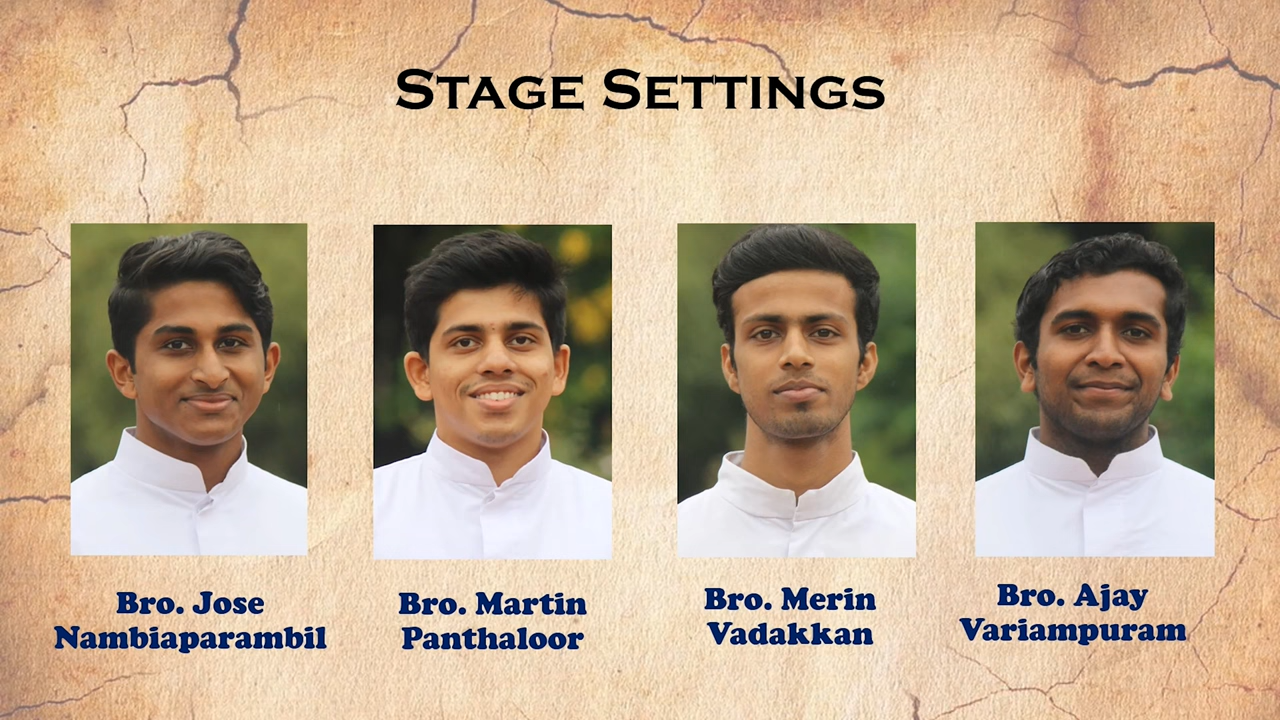 STAGE SETTINGS
Bro. Jose
Nambiaparambil
Bro. Martin
Panthaloor
Bro. Merin
Vadakkan
Bro. Ajay
Variampuram